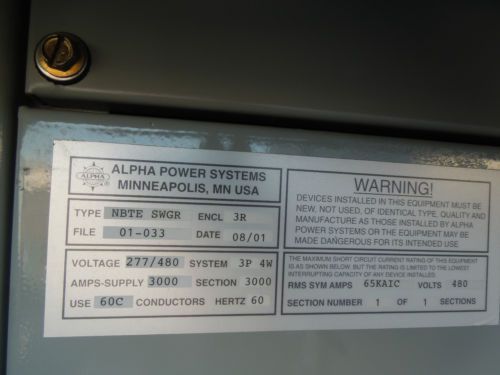 ALPHA
®
ALPHA POWER SYSTEMS
MINNEAPOLIS, MN USA
TYPE NBTE SWGR ENCL 3R
FILE 01-033 DATE 08/01
VOLTAGE 277/480 SYSTEM 3P 4W
AMPS-SUPPLY 3000 SECTION 3000
USE 60C CONDUCTORS HERTZ 60
WARNING!
DEVICES INSTALLED IN THIS EQUIPMENT MUST BE
NEW, NOT USED, OF IDENTICAL TYPE, QUALITY AND
MANUFACTURE AS THOSE INSTALLED BY ALPHA
POWER SYSTEMS OR THE EQUIPMENT MAY BE
MADE DANGEROUS FOR ITS INTENDED USE
THE MAXIMUM SHORT CIRCUIT CURRENT RATING OF THIS EQUIPMENT
IS AS SHOWN BELOW, BUT THE RATING IS LIMITED TO THE LOWEST
INTERRUPTING CAPACITY OF ANY DEVICE INSTALLED.
RMS SYM AMPS 65KAIC VOLTS 480
SECTION NUMBER 1 OF 1 SECTIONS